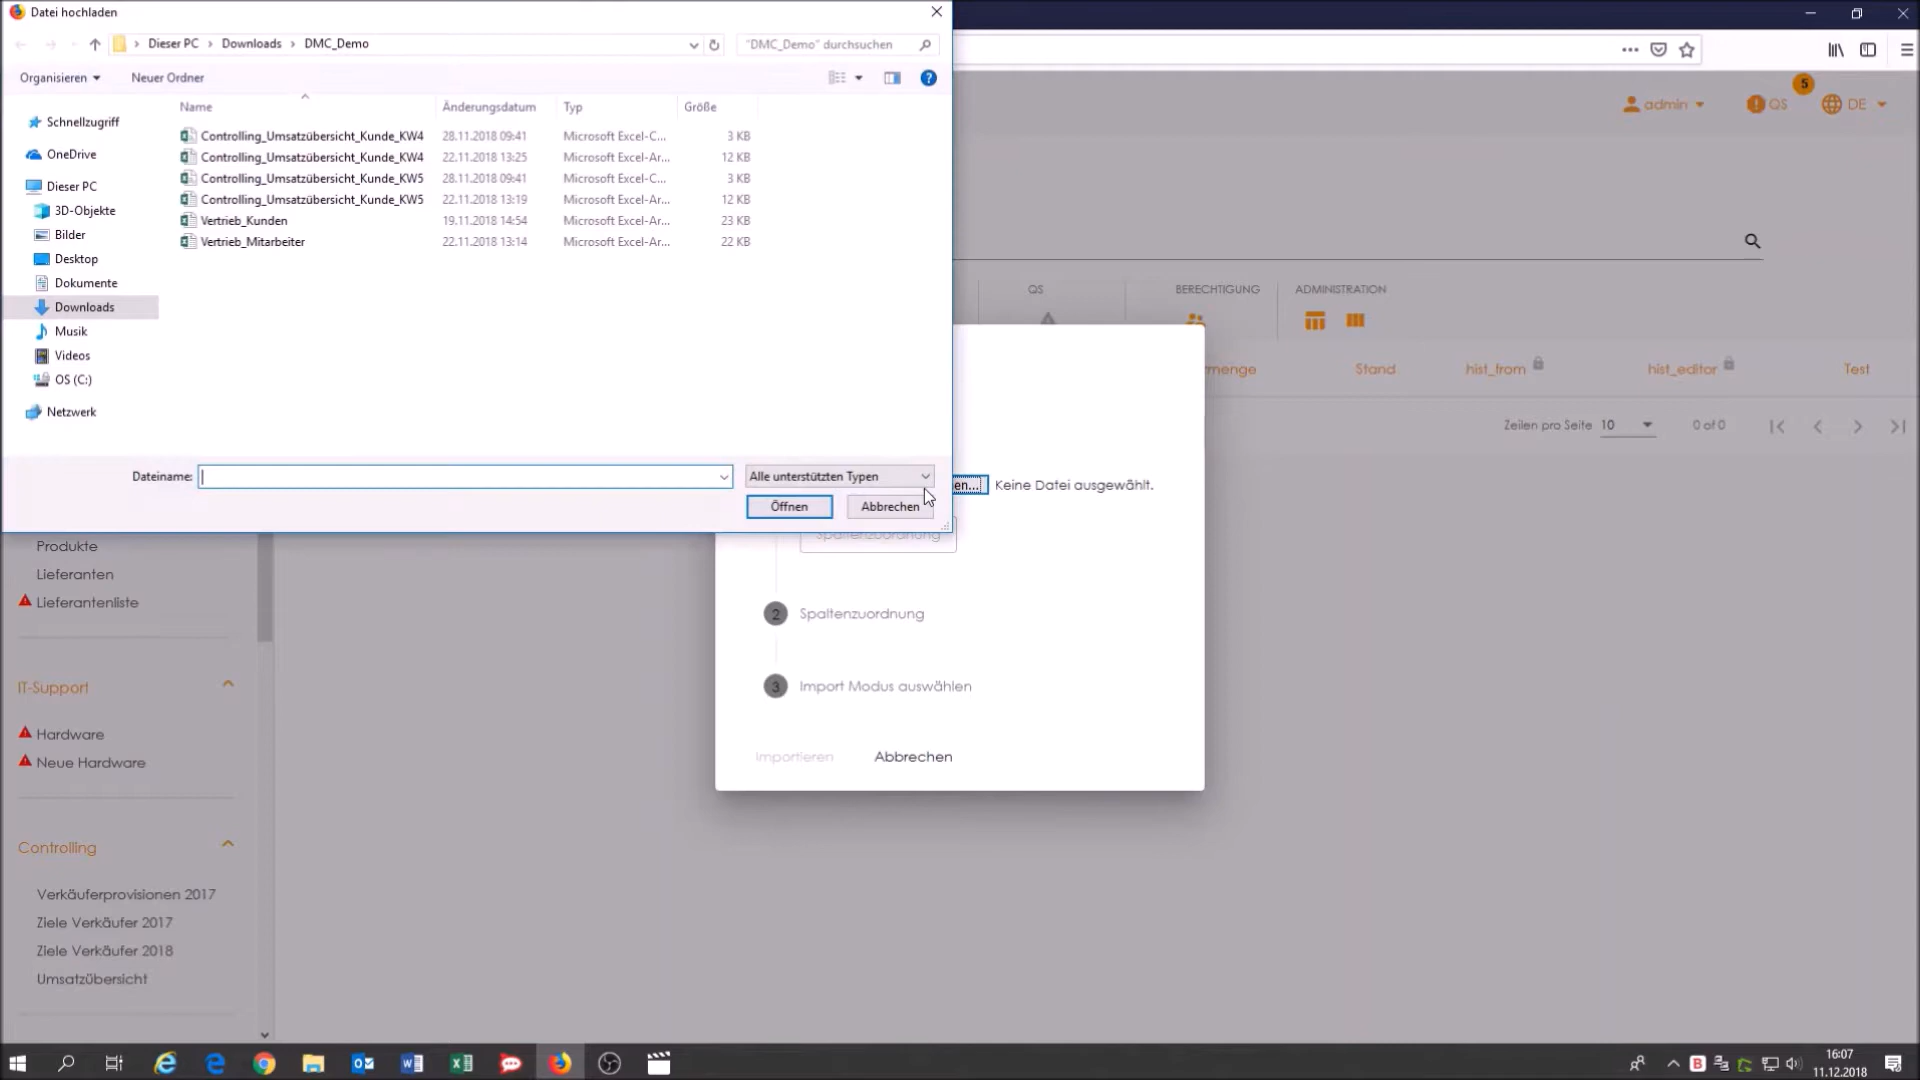 Datei hochladen
Dieser PC > Downloads > DMC_Demo
"DMC_Demo" durchsuchen
Organisieren
Neuer Ordner
Name Änderungsdatum Typ Größe
Controlling_Umsatzübersicht_Kunde_KW4 28.11.2018 09:41 Microsoft Excel-C... 3 KB
Controlling_Umsatzübersicht_Kunde_KW4 22.11.2018 13:25 Microsoft Excel-Ar... 12 KB
Controlling_Umsatzübersicht_Kunde_KW5 28.11.2018 09:41 Microsoft Excel-C... 3 KB
Controlling_Umsatzübersicht_Kunde_KW5 22.11.2018 13:19 Microsoft Excel-Ar... 12 KB
Vertrieb_Kunden 19.11.2018 14:54 Microsoft Excel-Ar... 23 KB
Vertrieb_Mitarbeiter 22.11.2018 13:14 Microsoft Excel-Ar... 22 KB
Schnellzugriff
OneDrive
Dieser PC
3D-Objekte
Bilder
Desktop
Dokumente
Downloads
Musik
Videos
OS (C:)
Netzwerk
Dateiname:
Alle unterstützten Typen
Öffnen
Abbrechen
admin
QS
5
DE
QS
BERECHTIGUNG
ADMINISTRATION
menge
Stand
hist_from
hist_editor
Test
Zeilen pro Seite 10
0 of 0
en... Keine Datei ausgewählt.
Spaltenzuordnung
2 Spaltenzuordnung
3 Import Modus auswählen
Importieren
Abbrechen
Produkte
Lieferanten
Lieferantenliste
IT-Support
Hardware
Neue Hardware
Controlling
Verkäuferprovisionen 2017
Ziele Verkäufer 2017
Ziele Verkäufer 2018
Umsatzübersicht
16:07
11.12.2018